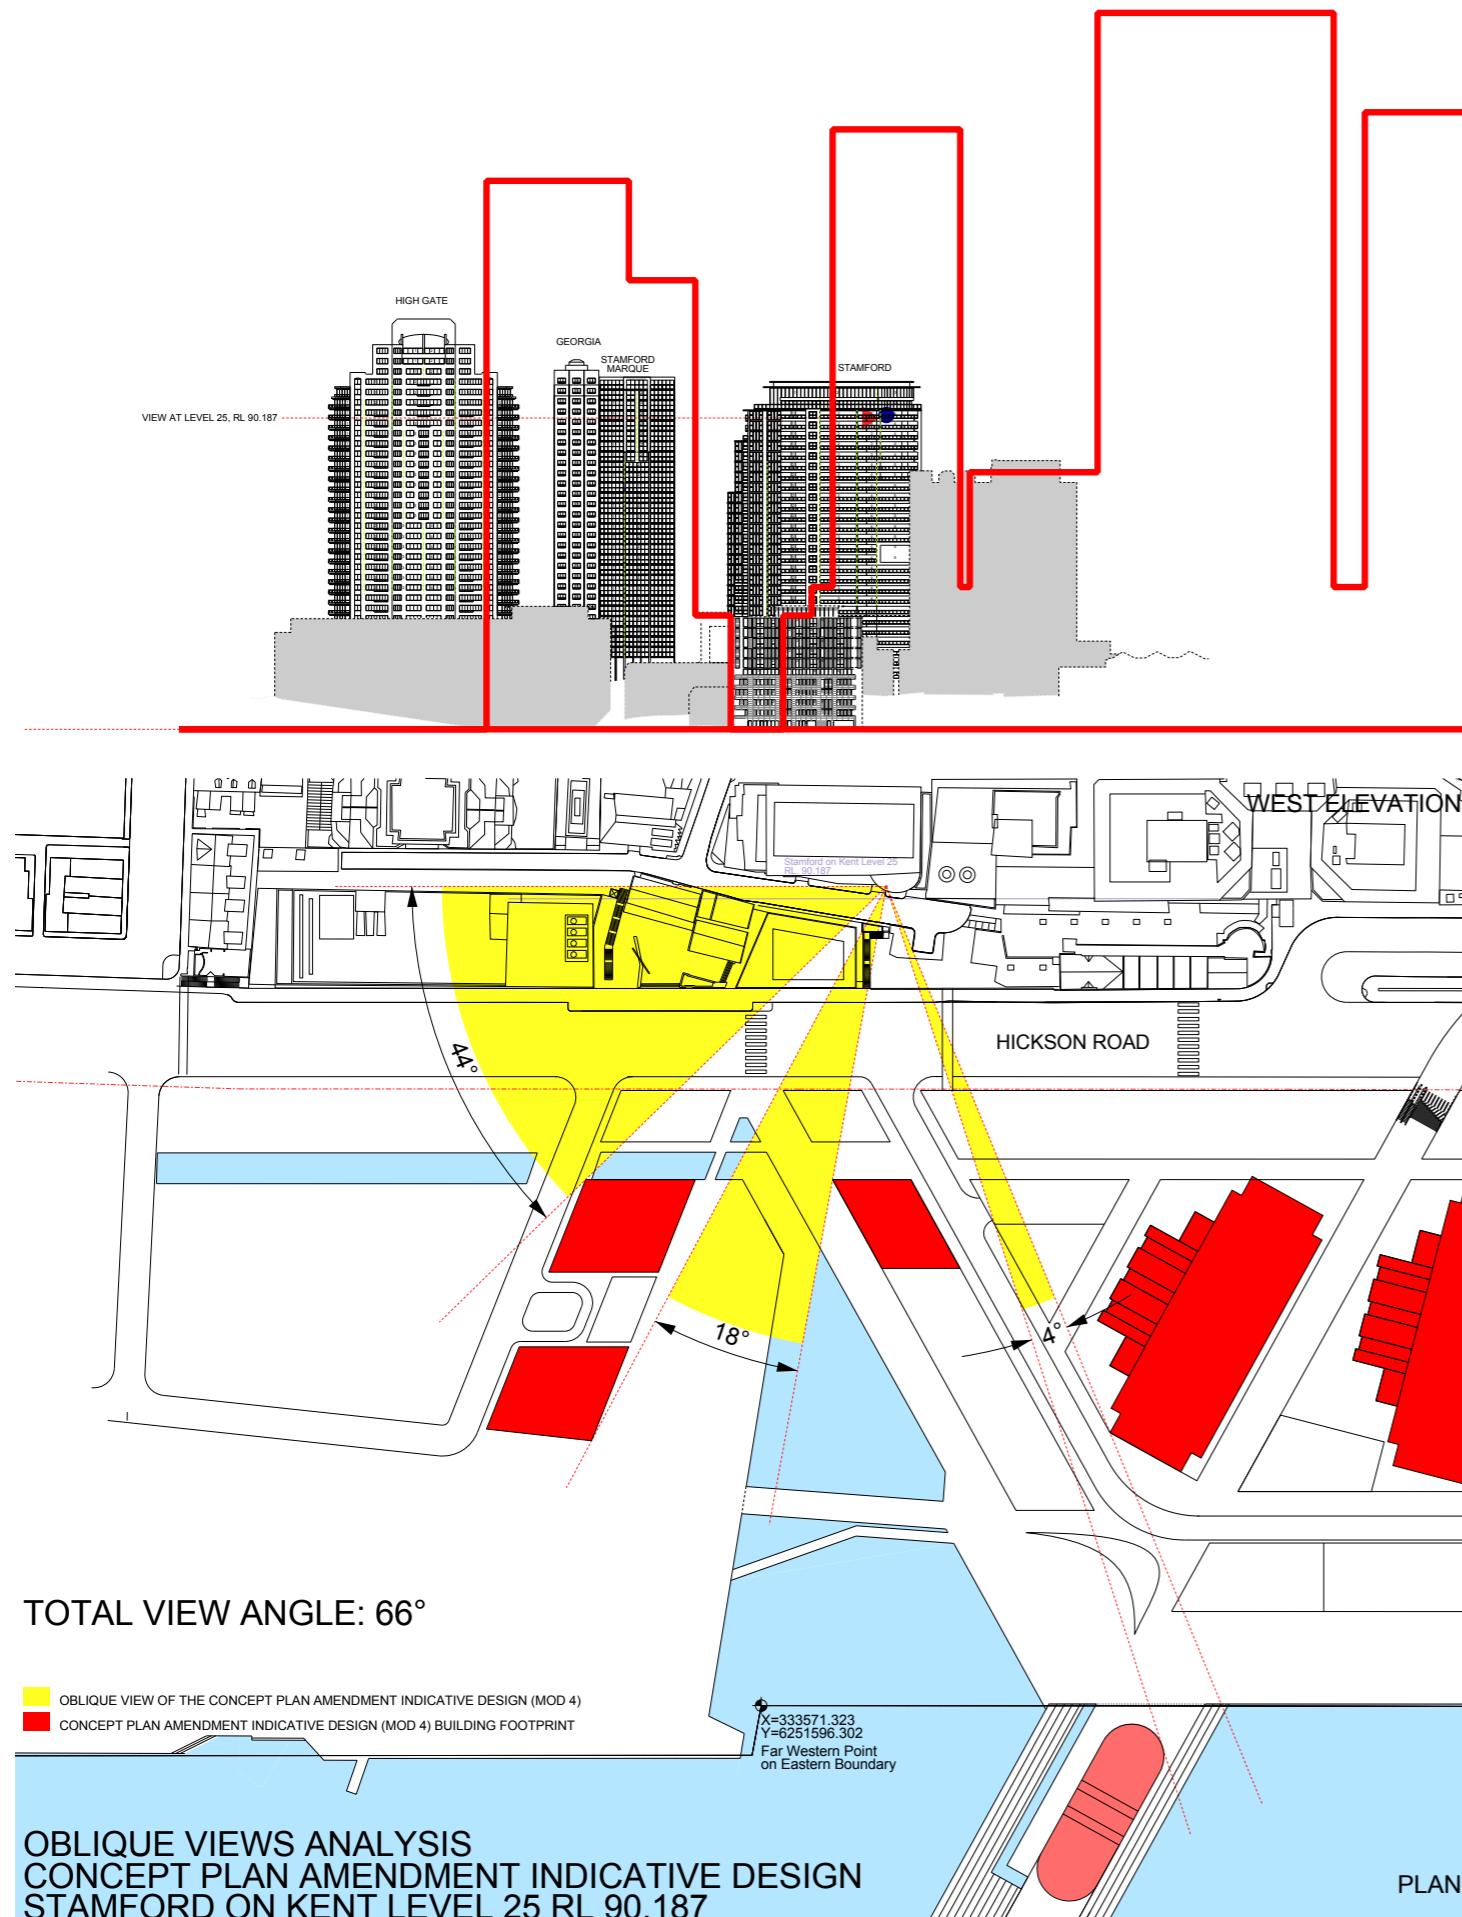 HIGH GATE
GEORGIA
STAMFORD
MARQUE
STAMFORD
VIEW AT LEVEL 25, RL 90.187
WEST ELEVATION
Stamford on Kent Level 25
RL. 90.187
HICKSON ROAD
44°
18°
4°
TOTAL VIEW ANGLE: 66°
OBLIQUE VIEW OF THE CONCEPT PLAN AMENDMENT INDICATIVE DESIGN (MOD 4)
CONCEPT PLAN AMENDMENT INDICATIVE DESIGN (MOD 4) BUILDING FOOTPRINT
X=333571.323
Y=6251596.302
Far Western Point
on Eastern Boundary
OBLIQUE VIEWS ANALYSIS
CONCEPT PLAN AMENDMENT INDICATIVE DESIGN
STAMFORD ON KENT LEVEL 25 RL 90.187
PLAN